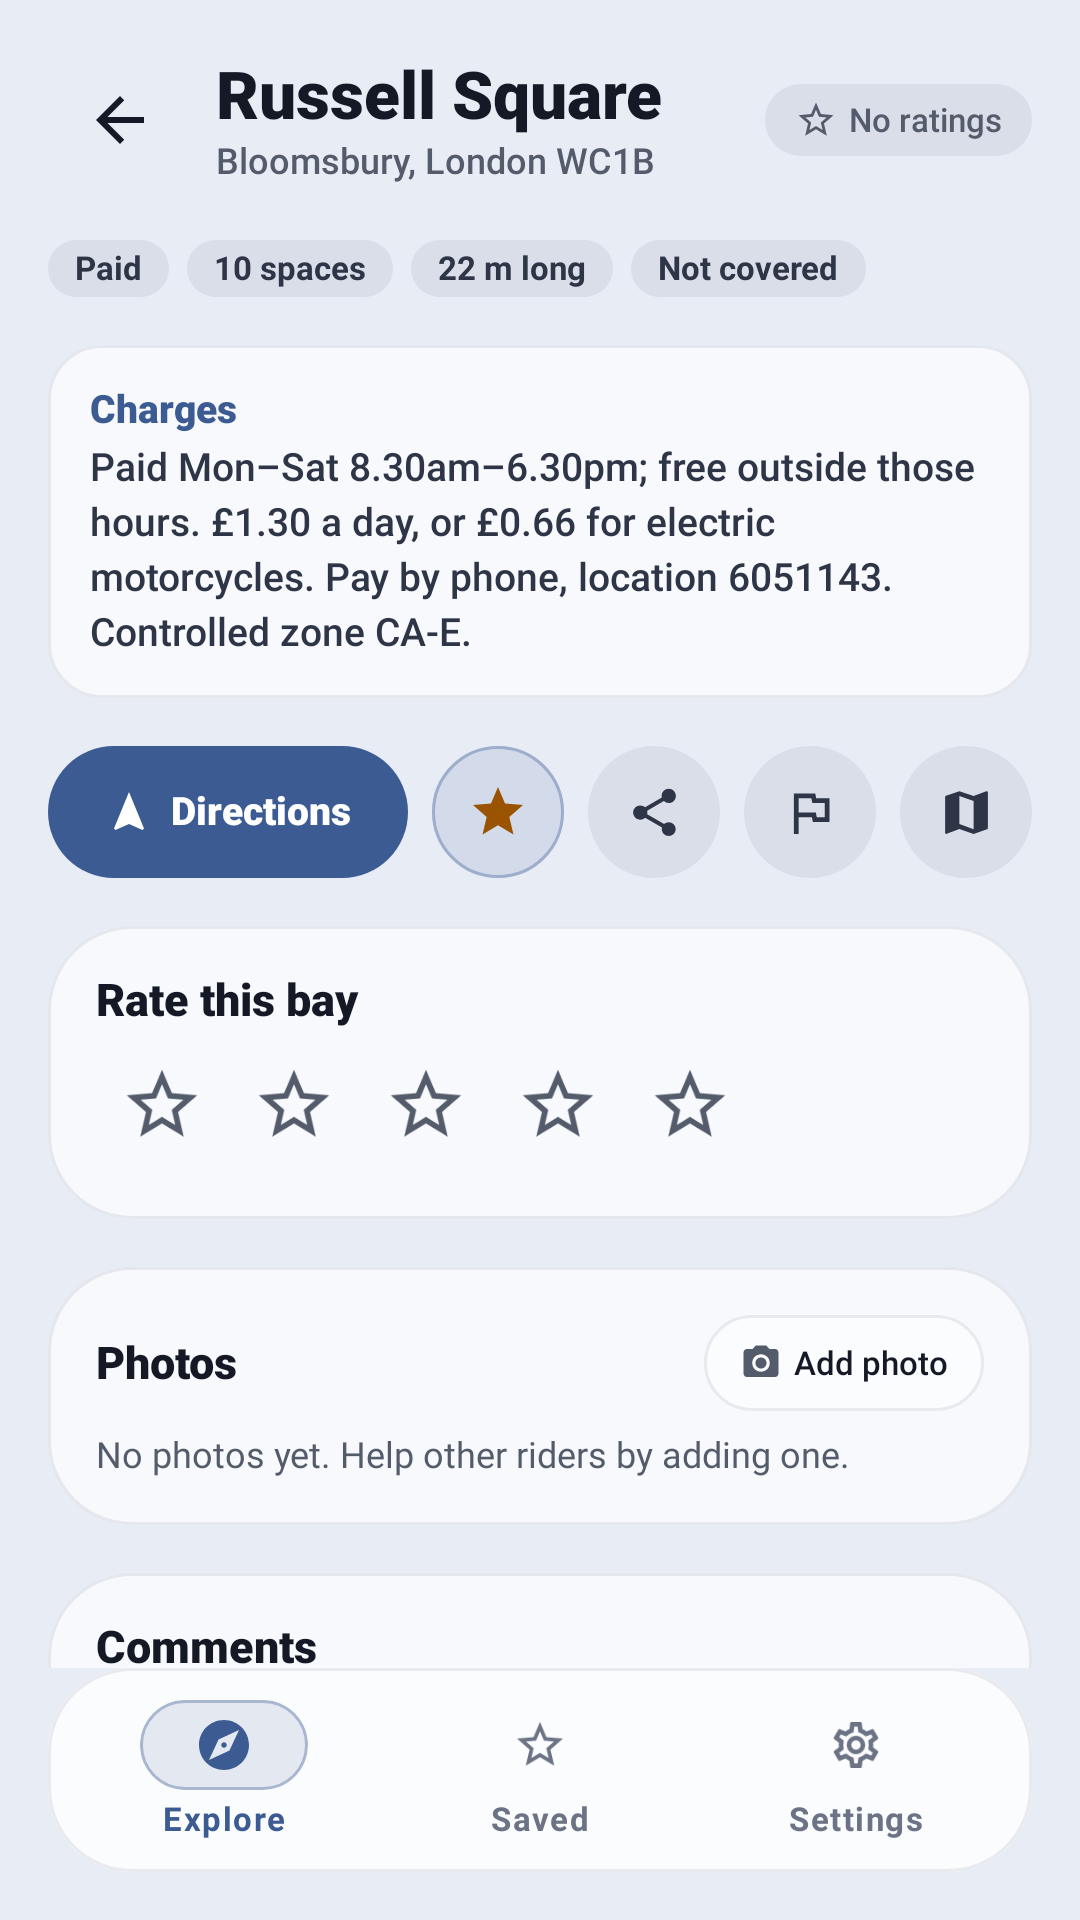 Russell Square
Bloomsbury, London WC1B
No ratings
Paid
10 spaces
22 m long
Not covered
Charges
Paid Mon–Sat 8.30am–6.30pm; free outside those
hours. £1.30 a day, or £0.66 for electric
motorcycles. Pay by phone, location 6051143.
Controlled zone CA-E.
Directions
Rate this bay
Photos
Add photo
No photos yet. Help other riders by adding one.
Comments
Explore
Saved
Settings